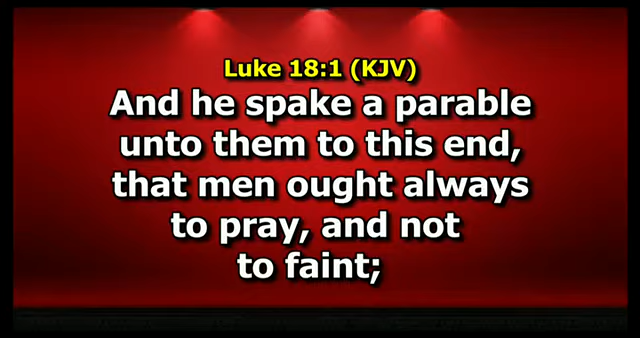 Luke 18:1 (KJV)
And he spake a parable
unto them to this end,
that men ought always
to pray, and not
to faint;